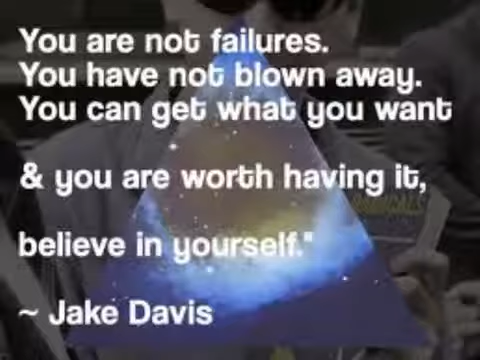 You are not failures.
You have not blown away.
You can get what you want
& you are worth having it,
believe in yourself."
~ Jake Davis